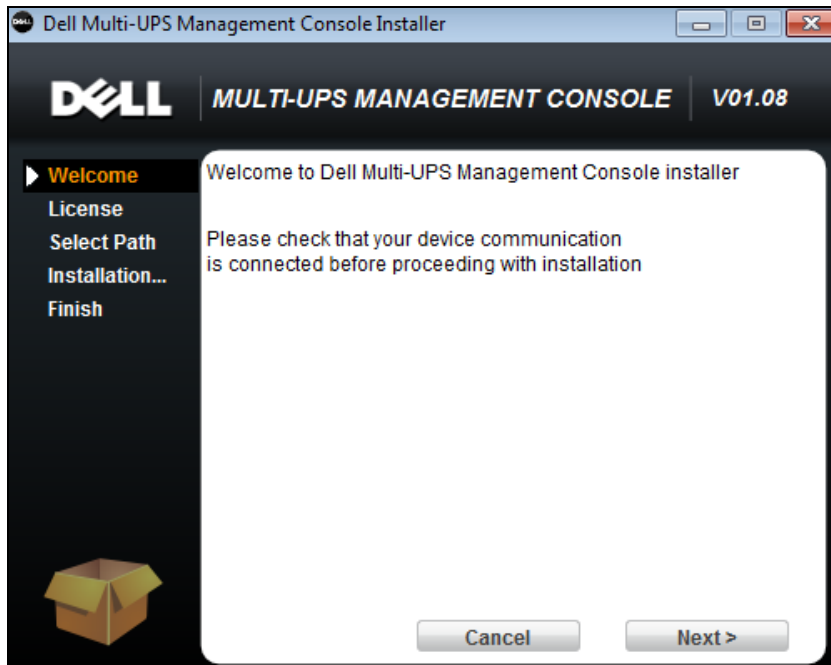 Dell Multi-UPS Management Console Installer
DELL MULTI-UPS MANAGEMENT CONSOLE V01.08
Welcome
License
Select Path
Installation...
Finish
Welcome to Dell Multi-UPS Management Console installer
Please check that your device communication
is connected before proceeding with installation
Cancel
Next >